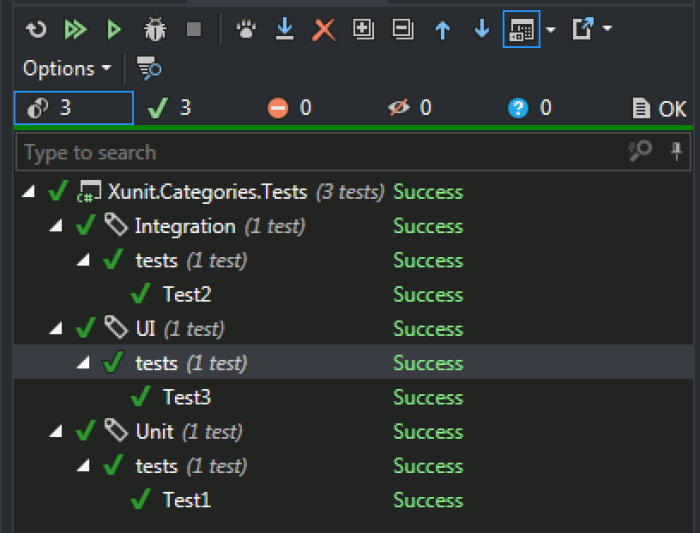 Options
3 3 0 0 0 OK
Type to search
C# Xunit.Categories.Tests (3 tests) Success
Integration (1 test) Success
tests (1 test) Success
Test2 Success
UI (1 test) Success
tests (1 test) Success
Test3 Success
Unit (1 test) Success
tests (1 test) Success
Test1 Success